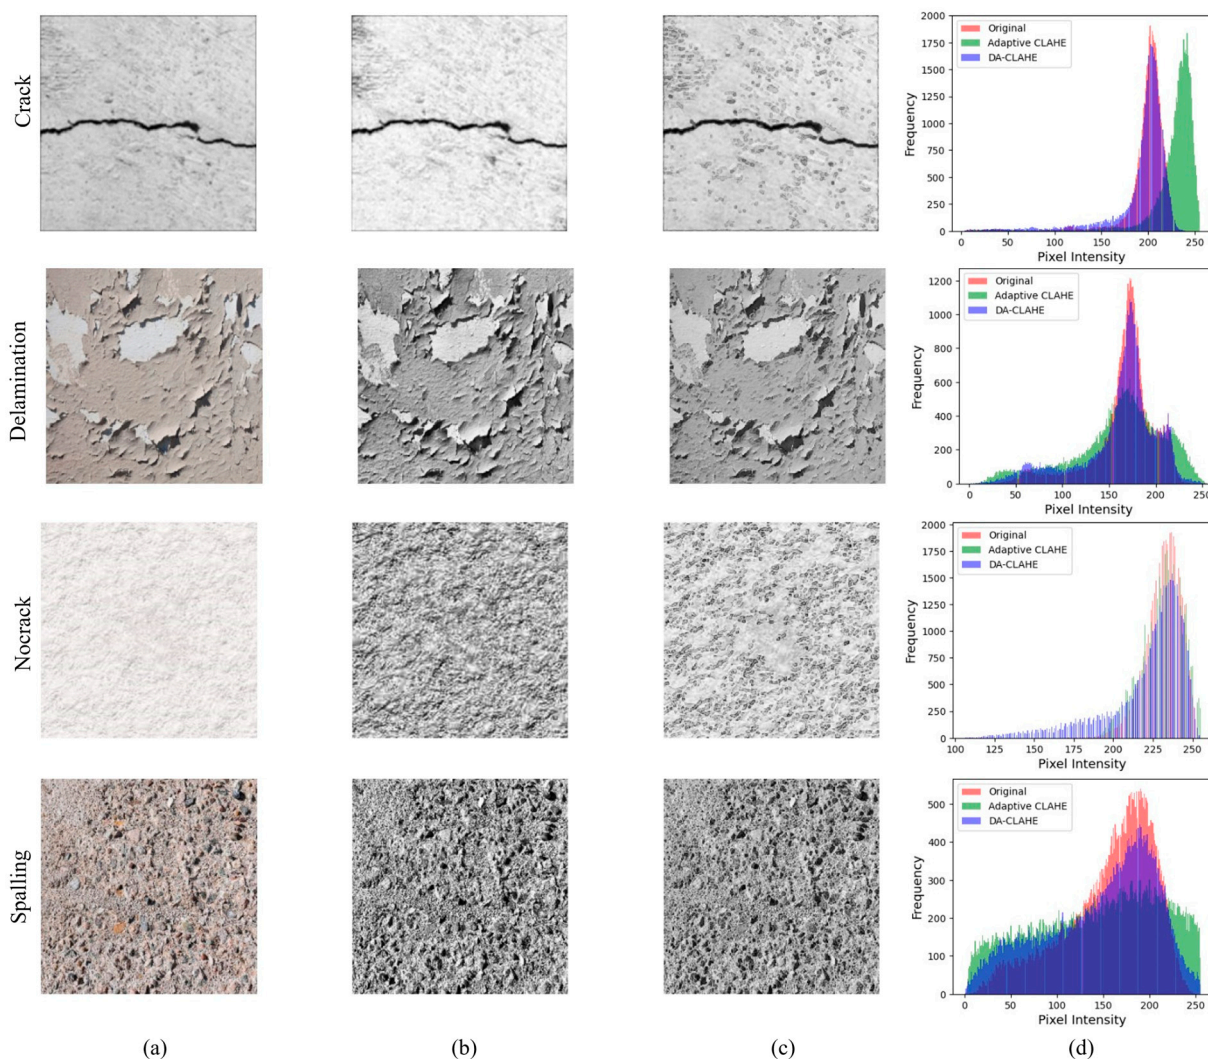 Crack
2000
1750
1500
1250
1000
750
500
250
0
Frequency
Original
Adaptive CLAHE
DA-CLAHE
0 50 100 150 200 250
Pixel Intensity
Delamination
1200
1000
800
600
400
200
0
Frequency
Original
Adaptive CLAHE
DA-CLAHE
0 50 100 150 200 250
Pixel Intensity
Nocrack
2000
1750
1500
1250
1000
750
500
250
0
Frequency
Original
Adaptive CLAHE
DA-CLAHE
100 125 150 175 200 225 250
Pixel Intensity
Spalling
500
400
300
200
100
0
Frequency
Original
Adaptive CLAHE
DA-CLAHE
0 50 100 150 200 250
Pixel Intensity
(a) (b) (c) (d)